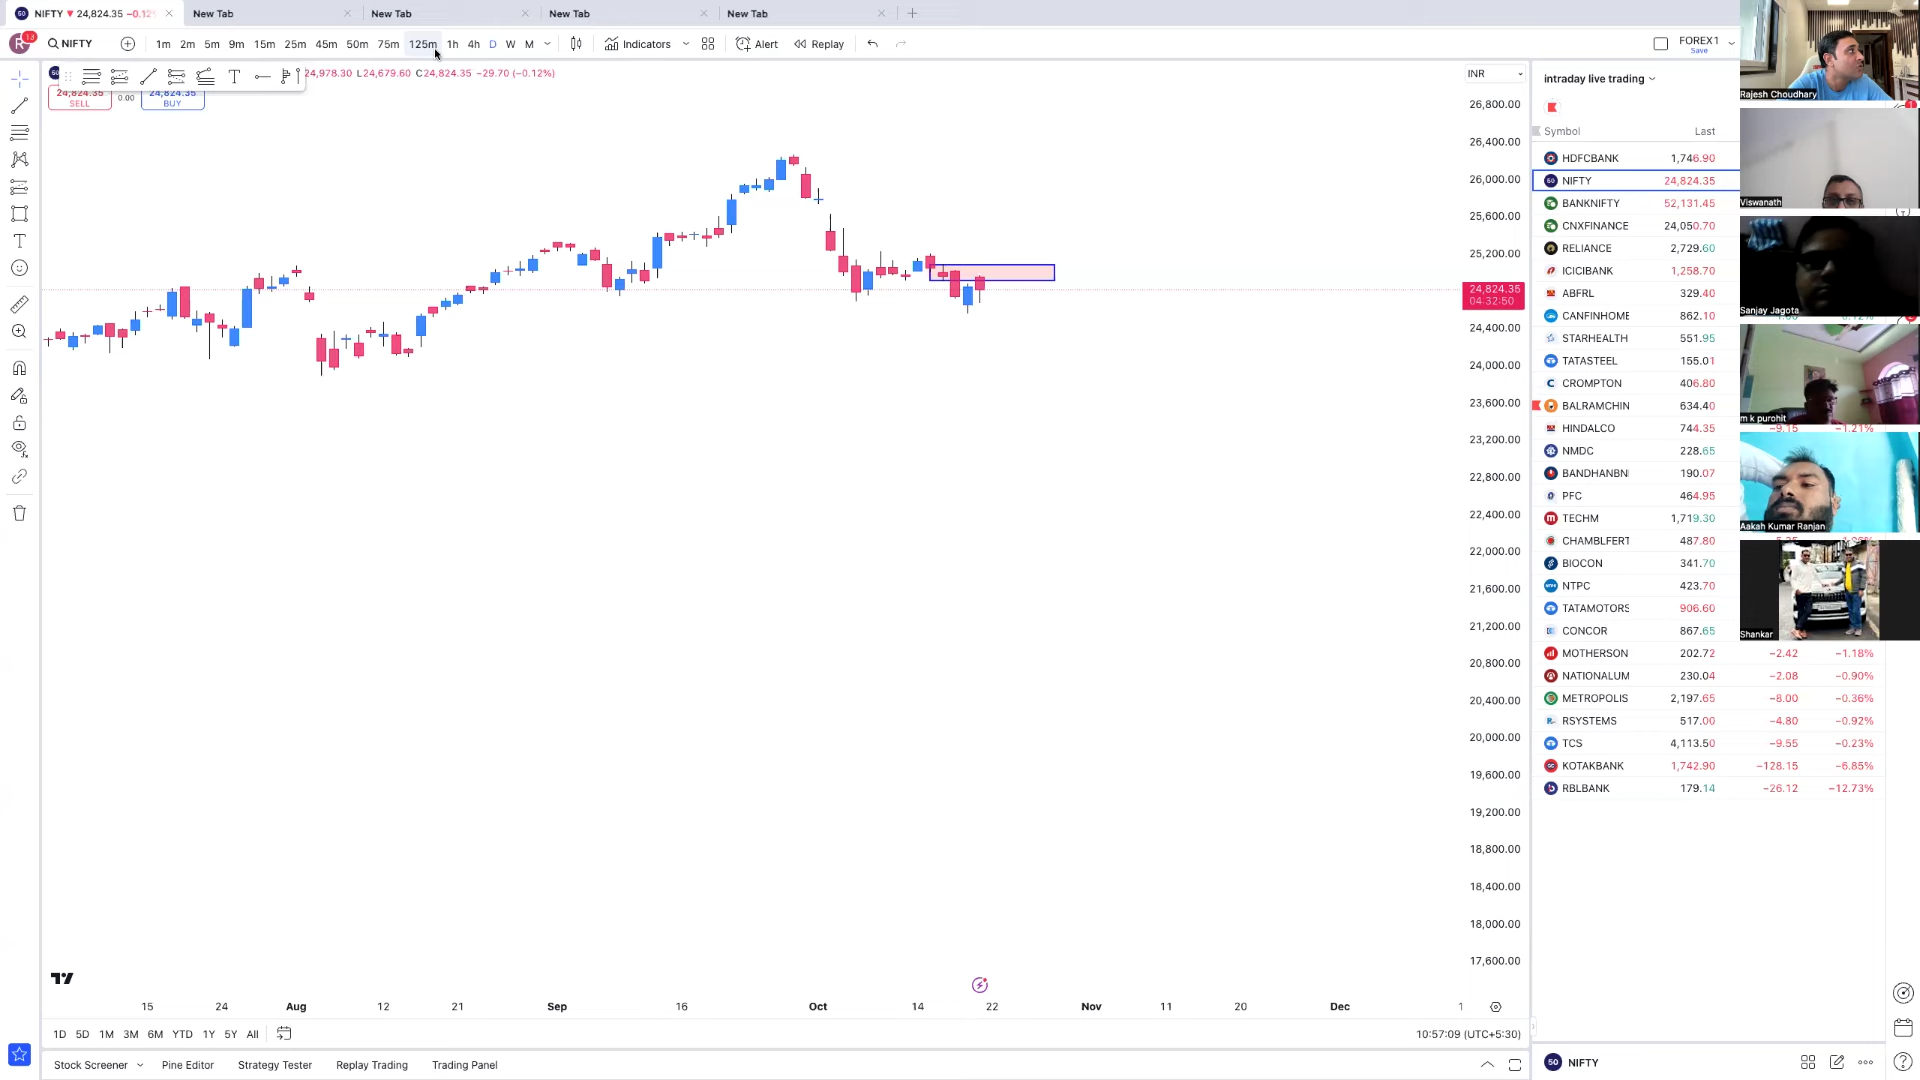 NIFTY ▼ 24,824.35 −0.12
New Tab
New Tab
New Tab
New Tab
R 13
NIFTY
1m 2m 5m 9m 15m 25m 45m 50m 75m 125m 1h 4h D W M
Indicators
Alert
Replay
FOREX1
Save
24,978.30 L24,679.60 C24,824.35 −29.70 (−0.12%)
24,824.35
SELL
0.00
24,824.35
BUY
INR
26,800.00
26,400.00
26,000.00
25,600.00
25,200.00
24,824.35
04:32:50
24,400.00
24,000.00
23,600.00
23,200.00
22,800.00
22,400.00
22,000.00
21,600.00
21,200.00
20,800.00
20,400.00
20,000.00
19,600.00
19,200.00
18,800.00
18,400.00
18,000.00
17,600.00
15 24 Aug 12 21 Sep 16 Oct 14 22 Nov 11 20 Dec 1
1D 5D 1M 3M 6M YTD 1Y 5Y All
10:57:09 (UTC+5:30)
Stock Screener
Pine Editor
Strategy Tester
Replay Trading
Trading Panel
intraday live trading
Symbol Last
HDFCBANK 1,746.90
50 NIFTY 24,824.35
BANKNIFTY 52,131.45
CNXFINANCE 24,050.70
RELIANCE 2,729.60
ICICIBANK 1,258.70
ABFRL 329.40
CANFINHOME 862.10
STARHEALTH 551.95
TATASTEEL 155.01
CROMPTON 406.80
BALRAMCHIN 634.40
HINDALCO 744.35 −9.15 −1.21%
NMDC 228.65
BANDHANBN 190.07
PFC 464.95
TECHM 1,719.30
CHAMBLFERT 487.80
BIOCON 341.70
NTPC 423.70
TATAMOTORS 906.60
CONCOR 867.65
MOTHERSON 202.72 −2.42 −1.18%
NATIONALUM 230.04 −2.08 −0.90%
METROPOLIS 2,197.65 −8.00 −0.36%
RSYSTEMS 517.00 −4.80 −0.92%
TCS 4,113.50 −9.55 −0.23%
KOTAKBANK 1,742.90 −128.15 −6.85%
RBLBANK 179.14 −26.12 −12.73%
50 NIFTY
Rajesh Choudhary
Viswanath
Sanjay Jagota
m k purohit
Aakah Kumar Ranjan
Shankar